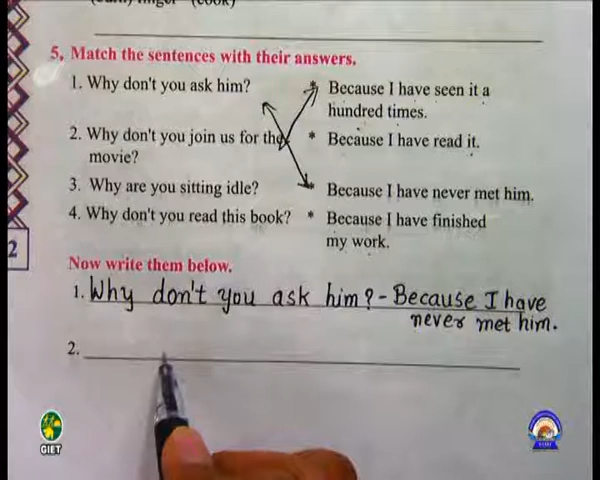 (cook)
5. Match the sentences with their answers.
1. Why don't you ask him?
* Because I have seen it a
hundred times.
2. Why don't you join us for the
movie?
* Because I have read it.
3. Why are you sitting idle?
* Because I have never met him.
4. Why don't you read this book?
* Because I have finished
my work.
2
Now write them below.
1. Why don't you ask him? - Because I have
never met him.
2.
GIET